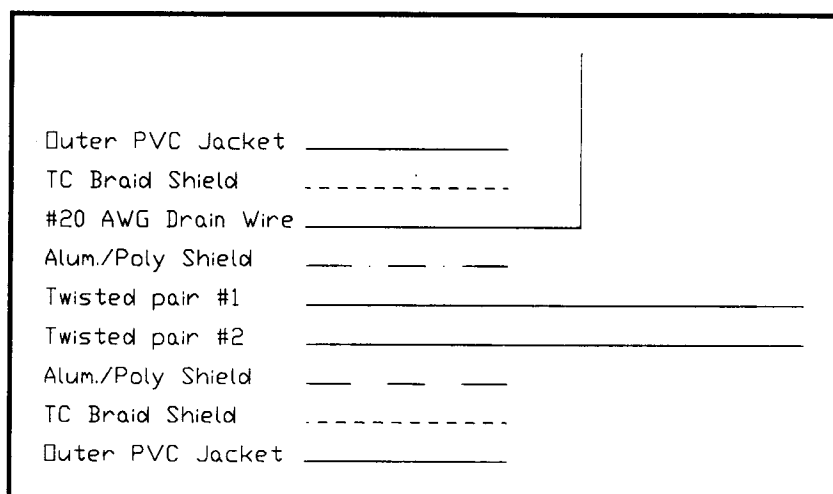 Outer PVC Jacket
TC Braid Shield
#20 AWG Drain Wire
Alum./Poly Shield
Twisted pair #1
Twisted pair #2
Alum./Poly Shield
TC Braid Shield
Outer PVC Jacket